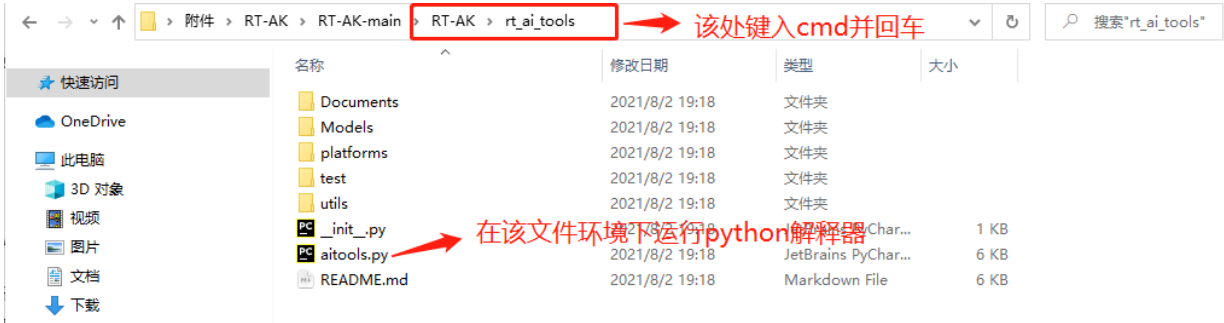 附件 > RT-AK > RT-AK-main > RT-AK > rt_ai_tools
该处键入cmd并回车
搜索"rt_ai_tools"
名称 修改日期 类型 大小
快速访问
OneDrive
此电脑
3D 对象
视频
图片
文档
下载
Documents 2021/8/2 19:18 文件夹
Models 2021/8/2 19:18 文件夹
platforms 2021/8/2 19:18 文件夹
test 2021/8/2 19:18 文件夹
utils 2021/8/2 19:18 文件夹
__init__.py 2021/8/2 19:18 JetBrains PyChar... 1 KB
在该文件环境下运行python解释器
aitools.py 2021/8/2 19:18 JetBrains PyChar... 6 KB
README.md 2021/8/2 19:18 Markdown File 6 KB